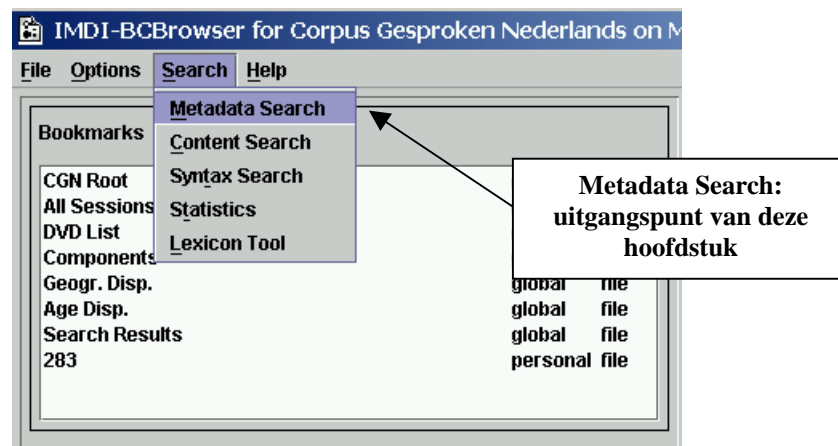 IMDI-BCBrowser for Corpus Gesproken Nederlands on
File Options Search Help
Metadata Search
Content Search
Syntax Search
Statistics
Lexicon Tool
Bookmarks
CGN Root
All Sessions
DVD List
Components
Geogr. Disp. global file
Age Disp. global file
Search Results global file
283 personal file
Metadata Search:
uitgangspunt van deze
hoofdstuk